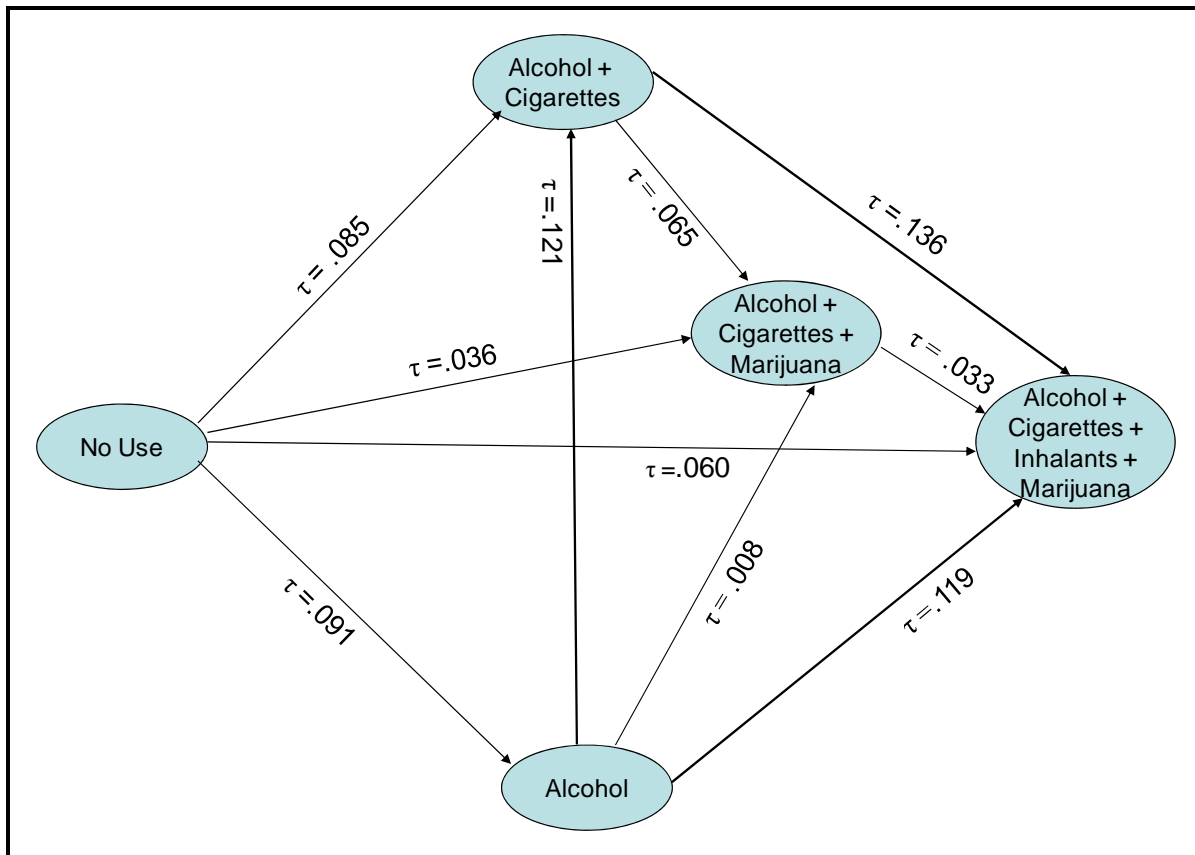 Alcohol +
Cigarettes
τ = .085
τ =.121
τ = .065
τ = .136
Alcohol +
Cigarettes +
Marijuana
τ =.036
τ = .033
No Use
Alcohol +
Cigarettes +
Inhalants +
Marijuana
τ =.060
τ =.091
τ = .008
τ =.119
Alcohol